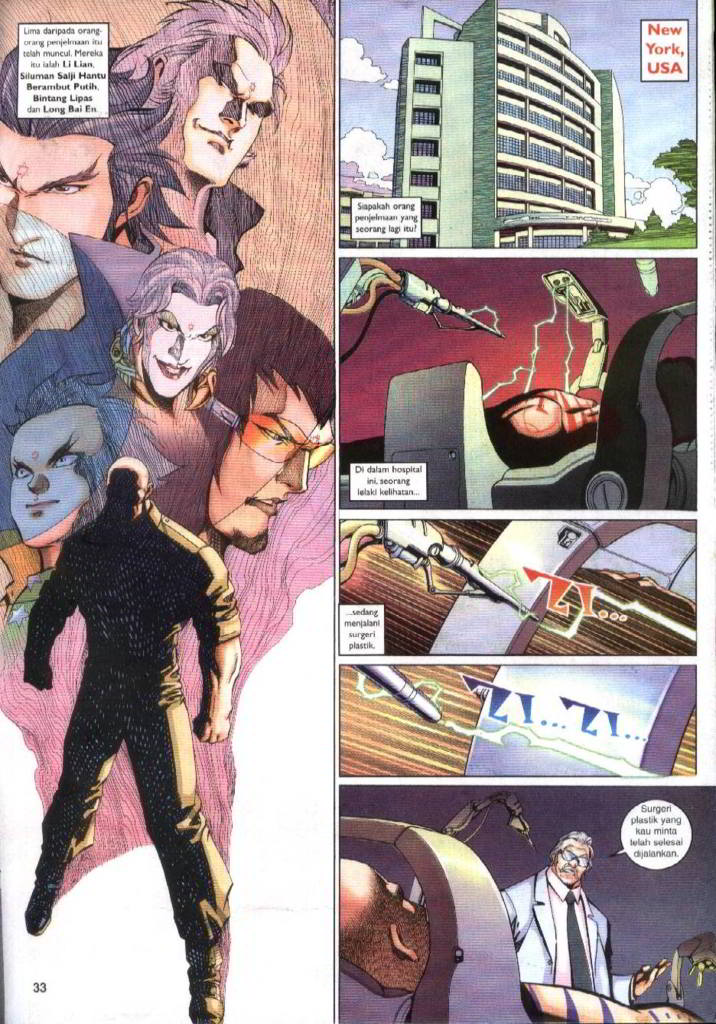 Lima daripada orang-
orang penjelmaan itu
telah muncul. Mereka
itu ialah Li Lian,
Siluman Salji Hantu
Berambut Putih,
Bintang Lipas
dan Long Bai En.
New
York,
USA
Siapakah orang
penjelmaan yang
seorang lagi itu?
Di dalam hospital
ini, seorang
lelaki kelihatan...
...sedang
menjalani
surgeri
plastik.
ZI...
ZI...ZI...
Surgeri
plastik yang
kau minta
telah selesai
dijalankan.
33